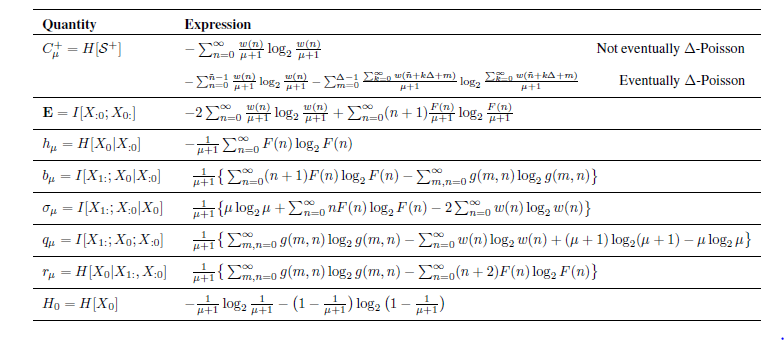 Quantity Expression
C_μ^+ = H[S^+] − ∑_{n=0}^{∞} w(n)/(μ+1) log_2 w(n)/(μ+1) Not eventually Δ-Poisson
− ∑_{n=0}^{ñ−1} w(n)/(μ+1) log_2 w(n)/(μ+1) − ∑_{m=0}^{Δ−1} (∑_{k=0}^{∞} w(ñ+kΔ+m))/(μ+1) log_2 (∑_{k=0}^{∞} w(ñ+kΔ+m))/(μ+1) Eventually Δ-Poisson
E = I[X_{:0}; X_{0:}] −2 ∑_{n=0}^{∞} w(n)/(μ+1) log_2 w(n)/(μ+1) + ∑_{n=0}^{∞} (n + 1) F(n)/(μ+1) log_2 F(n)/(μ+1)
h_μ = H[X_0|X_{:0}] − 1/(μ+1) ∑_{n=0}^{∞} F(n) log_2 F(n)
b_μ = I[X_{1:}; X_0|X_{:0}] 1/(μ+1) { ∑_{n=0}^{∞} (n + 1)F(n) log_2 F(n) − ∑_{m,n=0}^{∞} g(m, n) log_2 g(m, n)}
σ_μ = I[X_{1:}; X_{:0}|X_0] 1/(μ+1) {μ log_2 μ + ∑_{n=0}^{∞} nF(n) log_2 F(n) − 2 ∑_{n=0}^{∞} w(n) log_2 w(n)}
q_μ = I[X_{1:}; X_0; X_{:0}] 1/(μ+1) { ∑_{m,n=0}^{∞} g(m, n) log_2 g(m, n) − ∑_{n=0}^{∞} w(n) log_2 w(n) + (μ + 1) log_2(μ + 1) − μ log_2 μ}
r_μ = H[X_0|X_{1:}, X_{:0}] 1/(μ+1) { ∑_{m,n=0}^{∞} g(m, n) log_2 g(m, n) − ∑_{n=0}^{∞} (n + 2)F(n) log_2 F(n)}
H_0 = H[X_0] − 1/(μ+1) log_2 1/(μ+1) − (1 − 1/(μ+1)) log_2 (1 − 1/(μ+1))
.